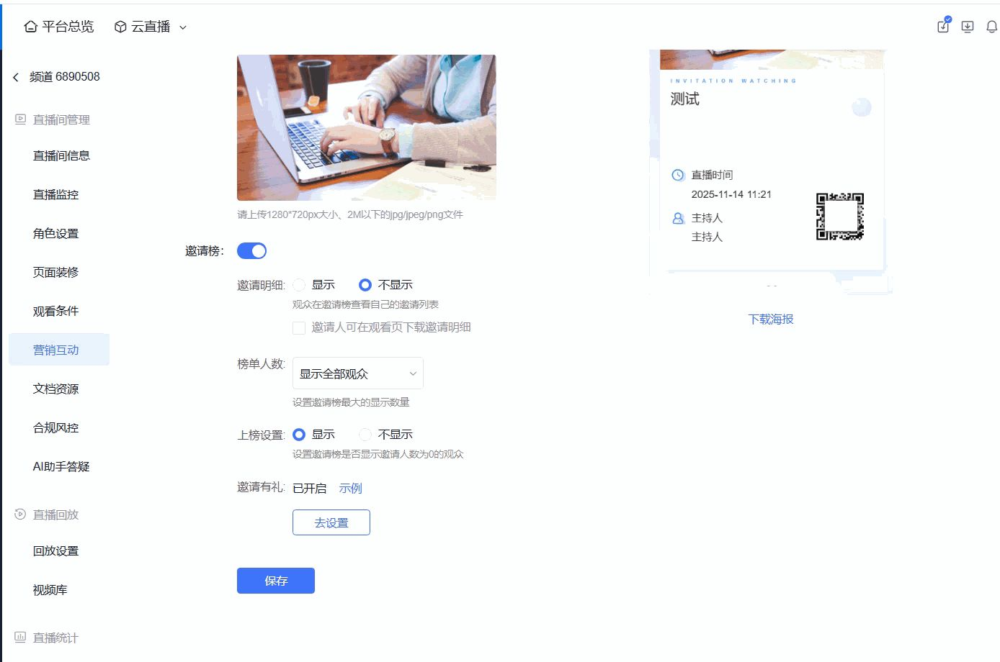 平台总览
云直播
频道 6890508
直播间管理
直播间信息
直播监控
角色设置
页面装修
观看条件
营销互动
文档资源
合规风控
AI助手答疑
直播回放
回放设置
视频库
直播统计
请上传1280*720px大小、2M以下的jpg/jpeg/png文件
邀请榜：
邀请明细: 显示 不显示
观众在邀请榜查看自己的邀请列表
邀请人可在观看页下载邀请明细
榜单人数: 显示全部观众
设置邀请榜最大的显示数量
上榜设置: 显示 不显示
设置邀请榜是否显示邀请人数为0的观众
邀请有礼: 已开启 示例
去设置
保存
INVITATION WATCHING
测试
直播时间
2025-11-14 11:21
主持人
主持人
下载海报